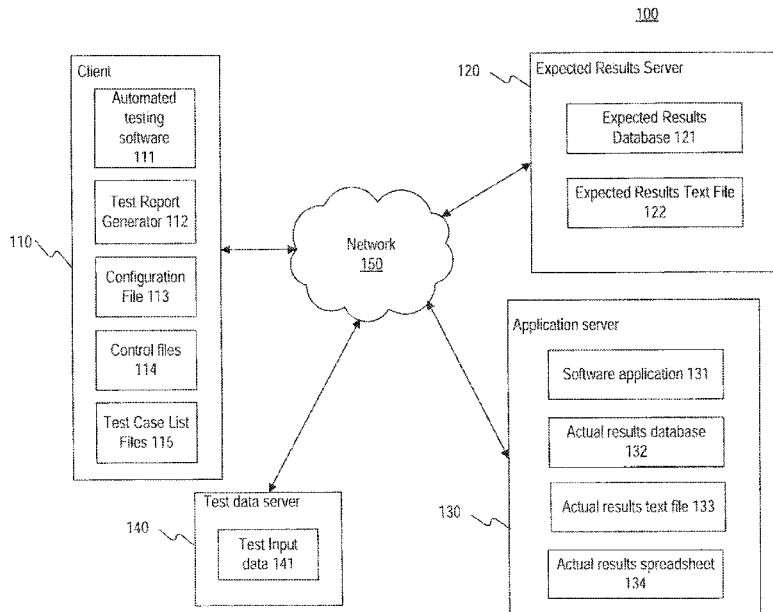 100
Client
Automated
testing
software
111
Test Report
Generator 112
Configuration
File 113
Control files
114
Test Case List
Files 115
110
Network
150
120
Expected Results Server
Expected Results
Database 121
Expected Results Text File
122
Application server
Software application 131
Actual results database
132
Actual results text file 133
Actual results spreadsheet
134
130
Test data server
140
Test Input
data 141